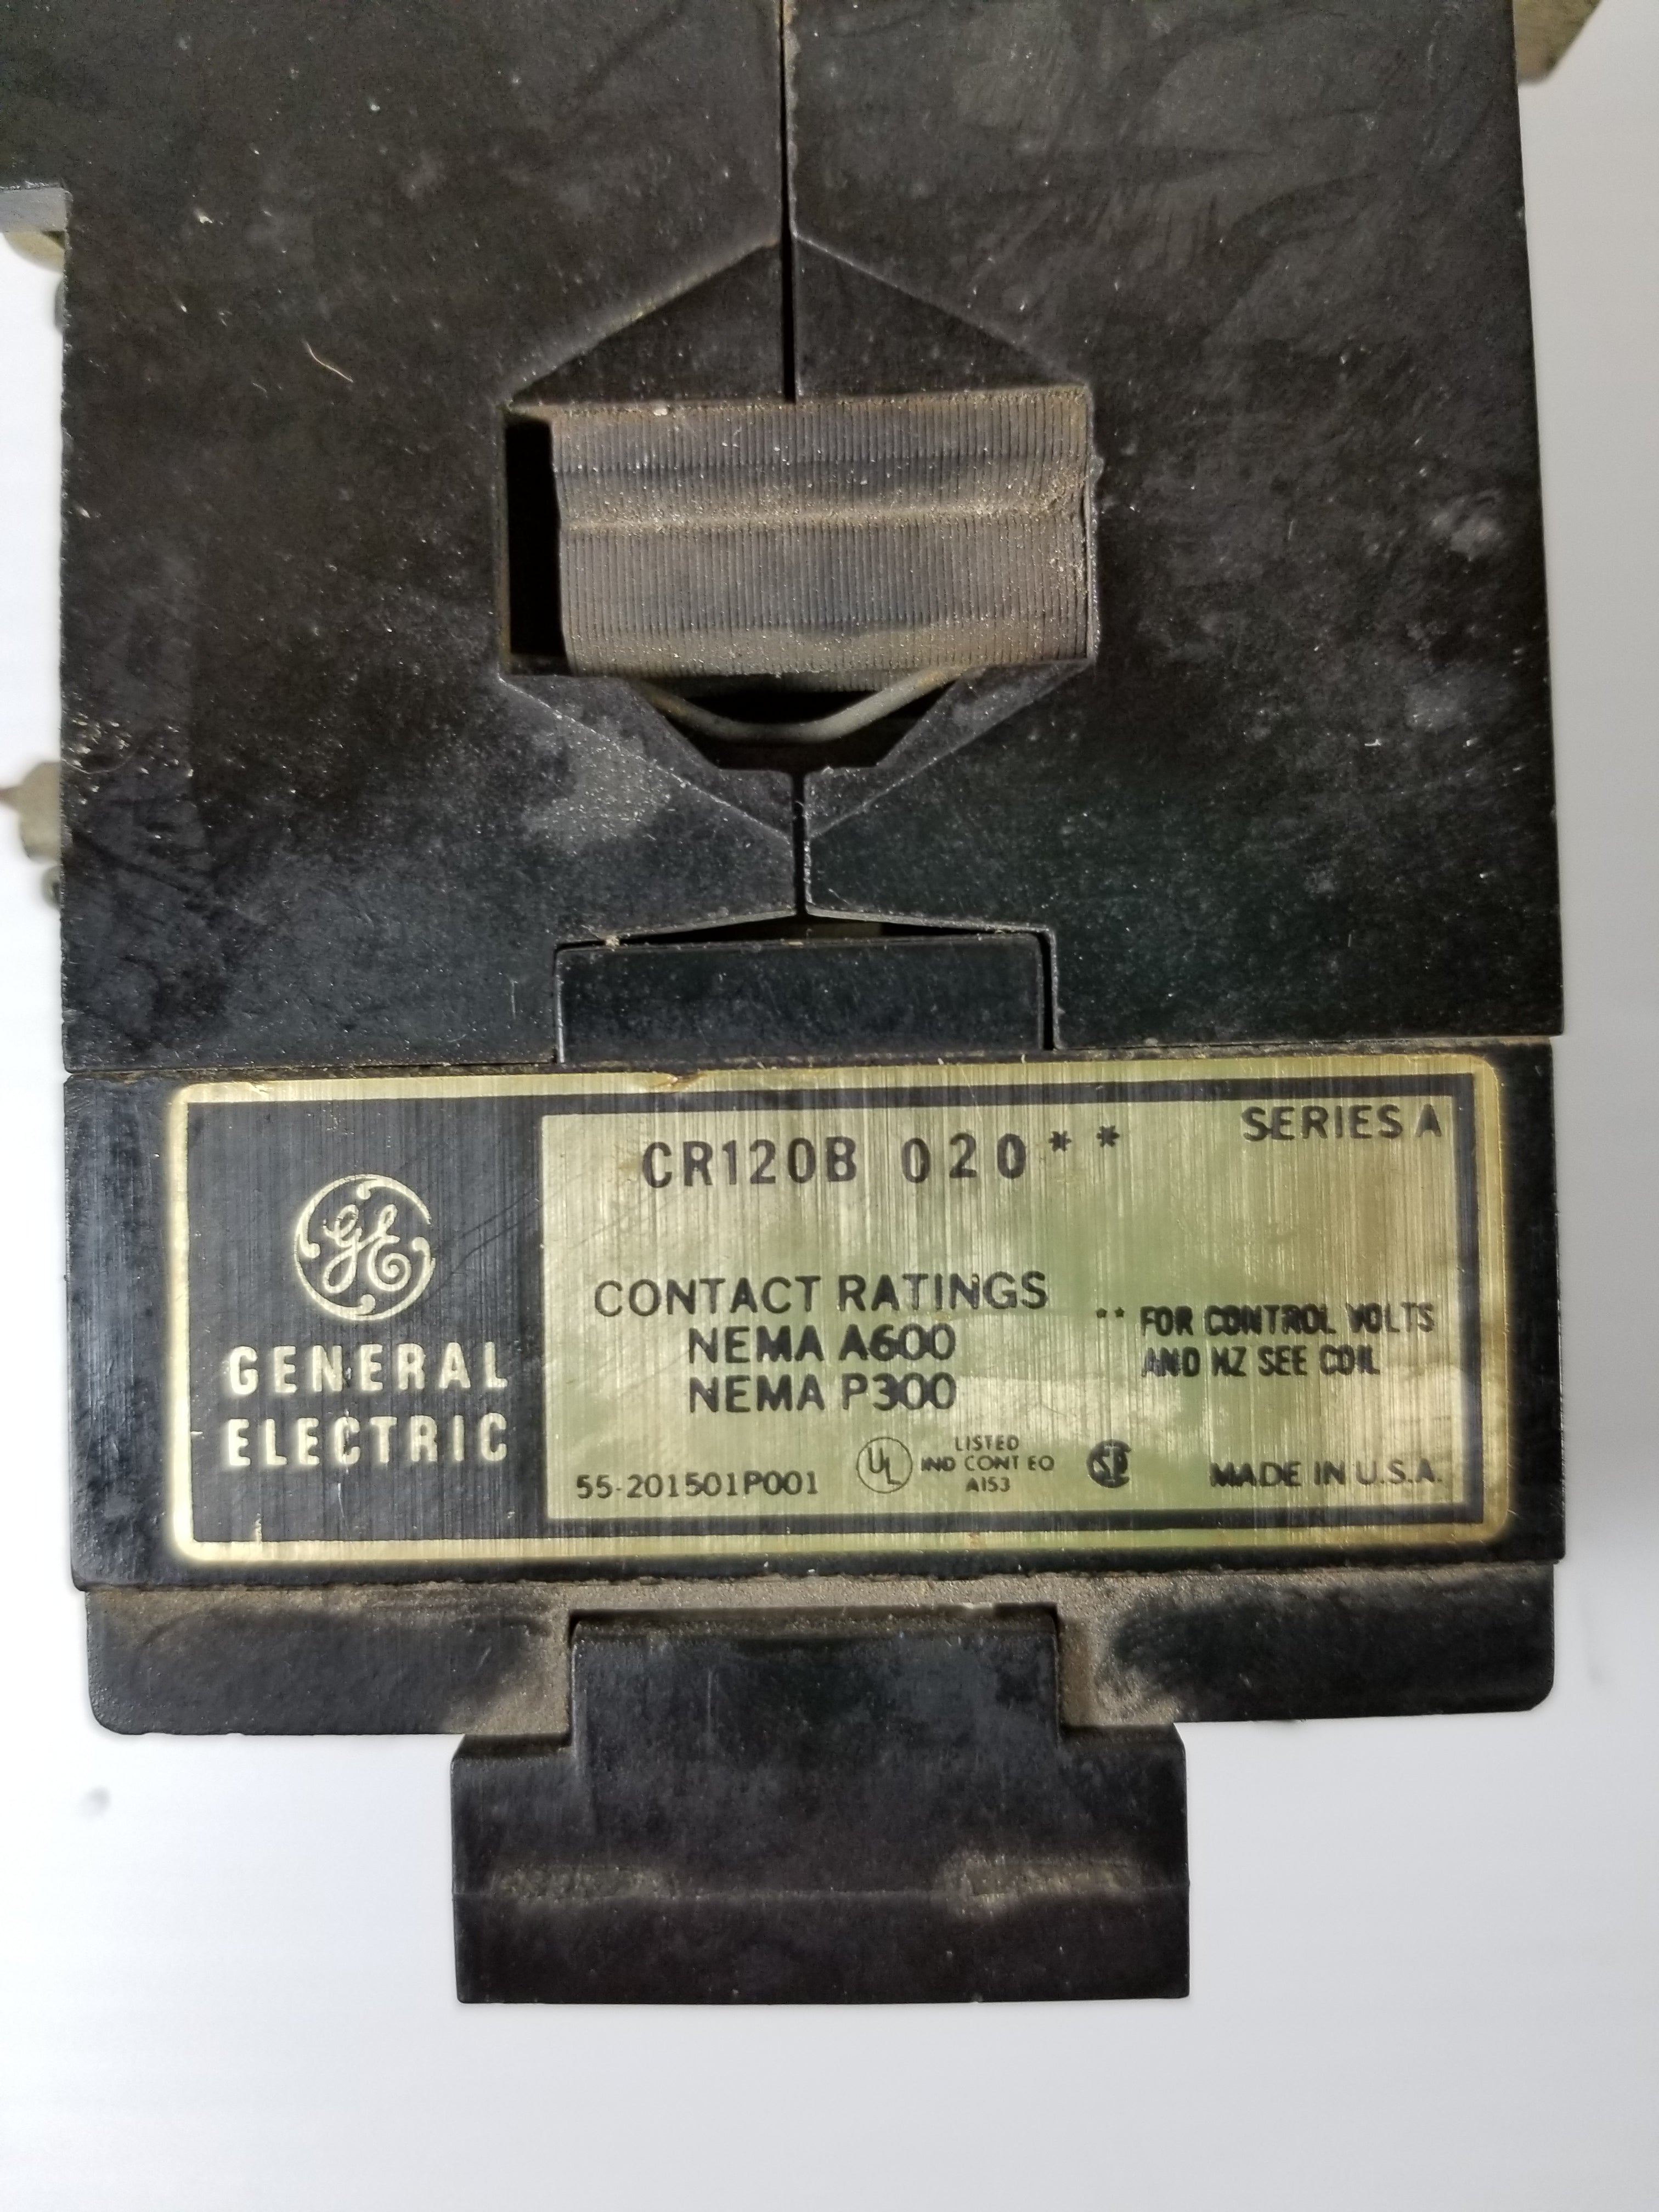 CR120B 020**
SERIES A
GE
GENERAL
ELECTRIC
CONTACT RATINGS
NEMA A600
NEMA P300
** FOR CONTROL VOLTS
AND HZ SEE COIL
55-201501P001
UL
LISTED
IND CONT EQ
A153
MADE IN U.S.A.